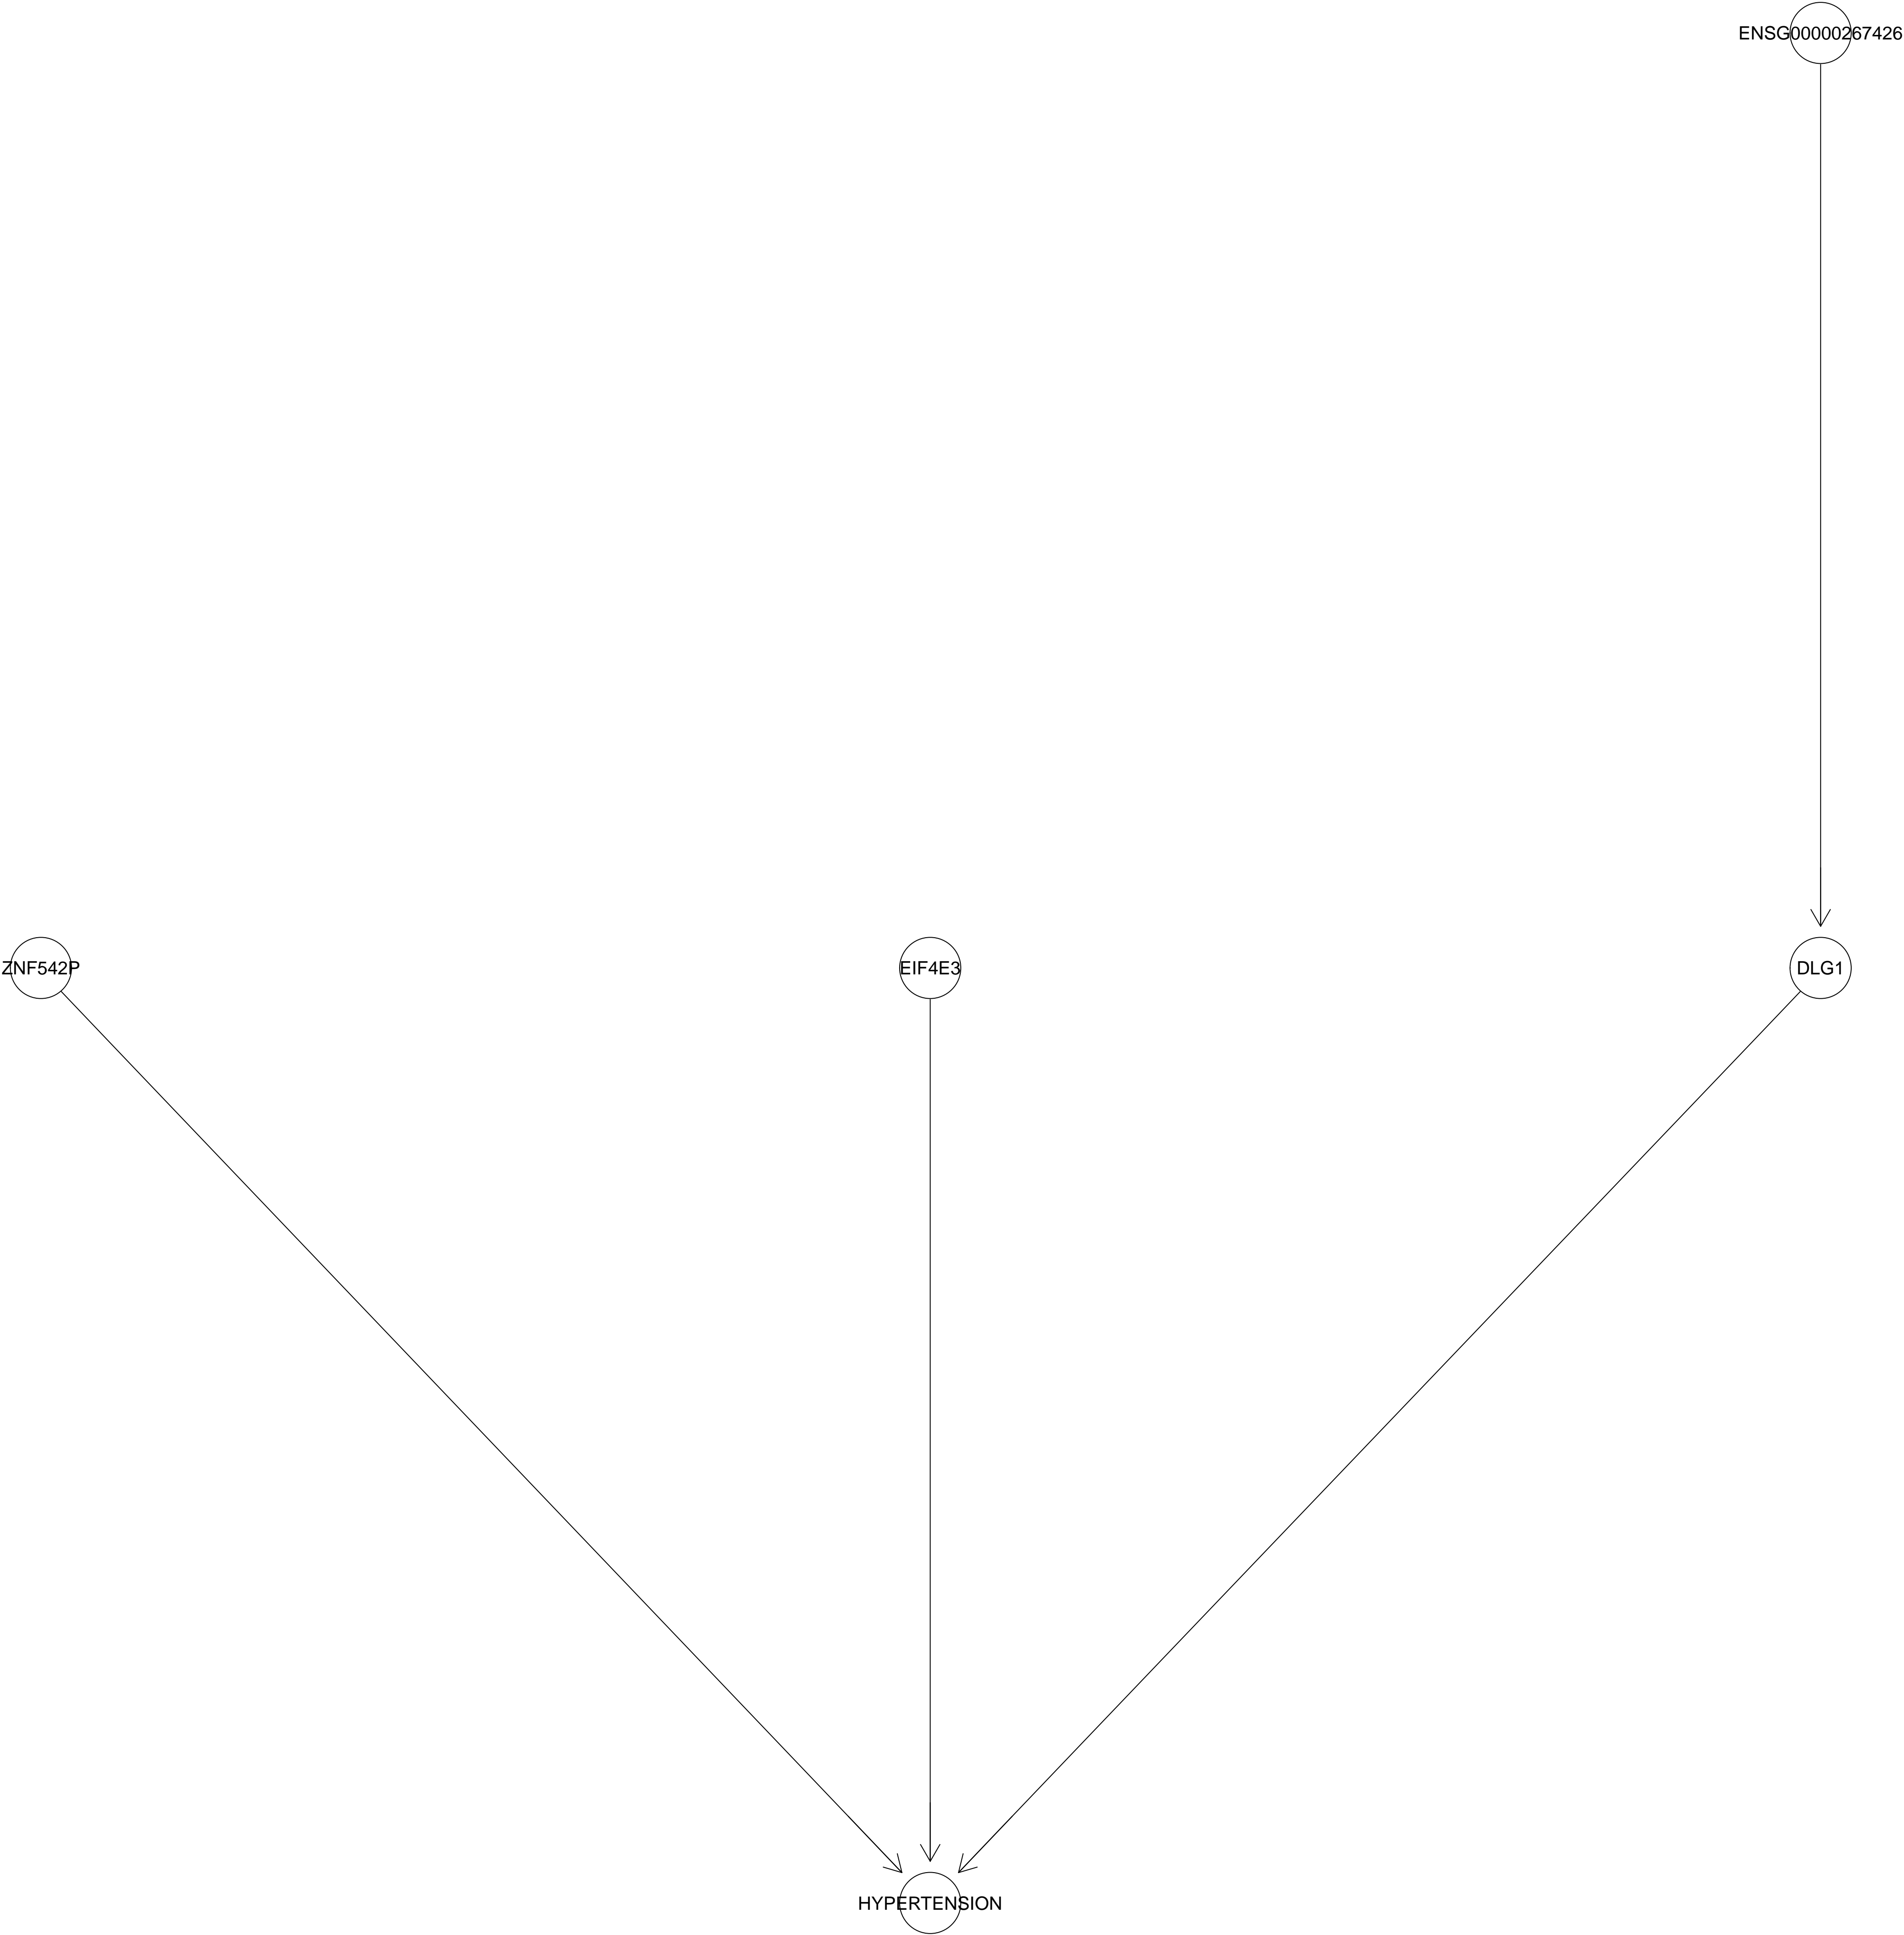 ENSG00000267426
ZNF542P
EIF4E3
DLG1
HYPERTENSION